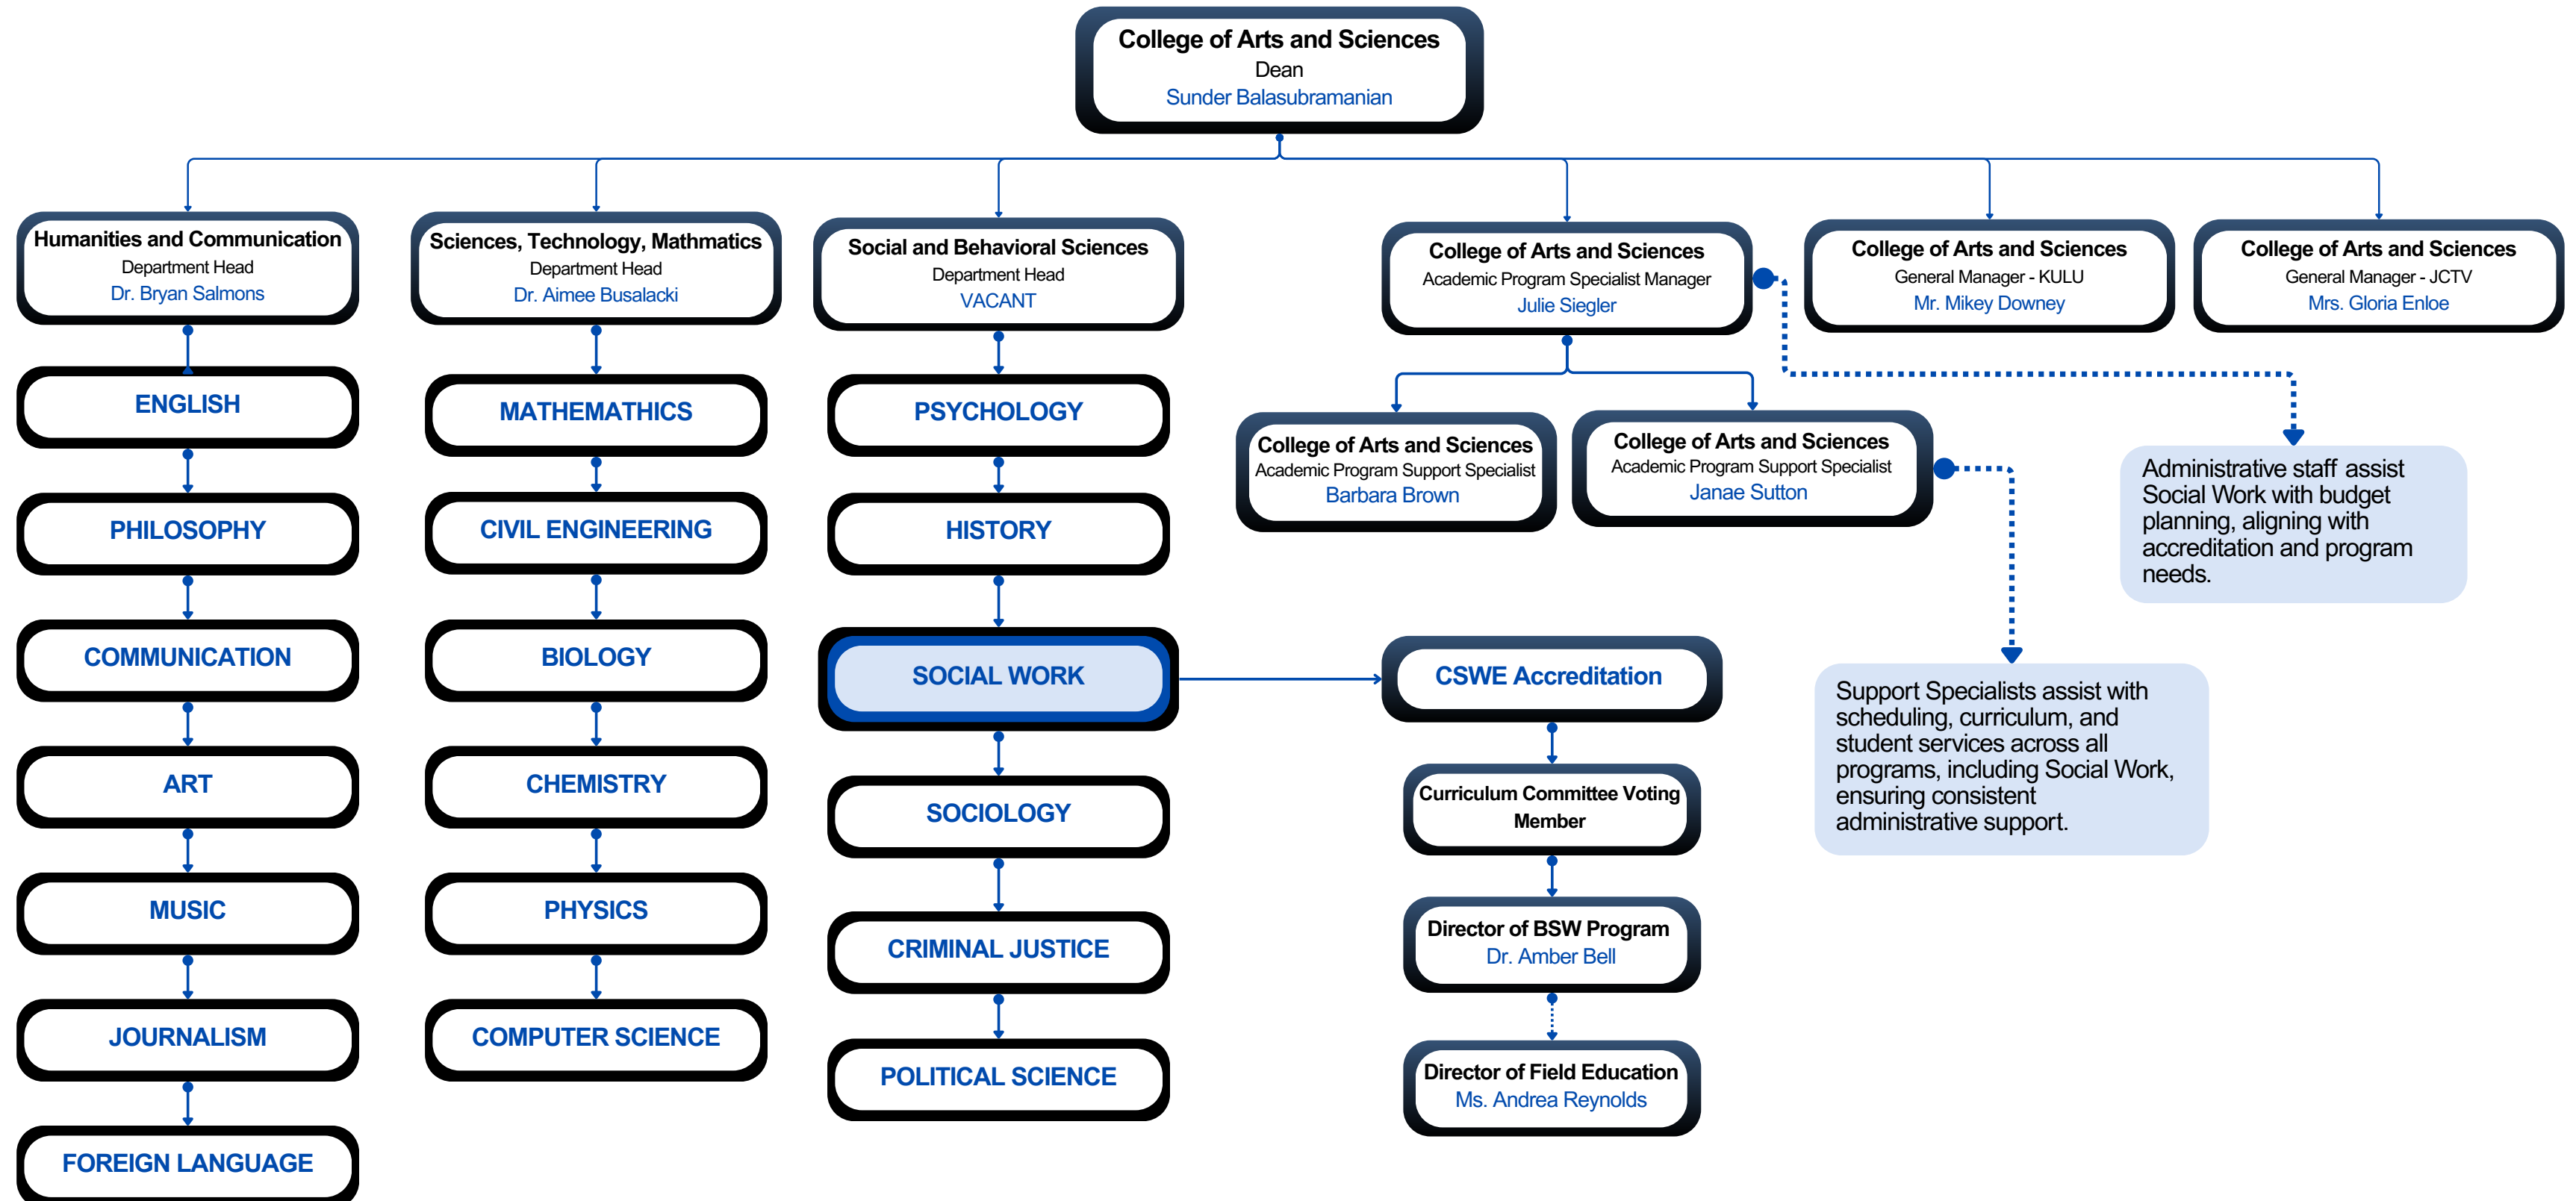 College of Arts and Sciences
Dean
Sunder Balasubramanian
Humanities and Communication
Department Head
Dr. Bryan Salmons
Sciences, Technology, Mathmatics
Department Head
Dr. Aimee Busalacki
Social and Behavioral Sciences
Department Head
VACANT
College of Arts and Sciences
Academic Program Specialist Manager
Julie Siegler
College of Arts and Sciences
General Manager - KULU
Mr. Mikey Downey
College of Arts and Sciences
General Manager - JCTV
Mrs. Gloria Enloe
ENGLISH
PHILOSOPHY
COMMUNICATION
ART
MUSIC
JOURNALISM
FOREIGN LANGUAGE
MATHEMATHICS
CIVIL ENGINEERING
BIOLOGY
CHEMISTRY
PHYSICS
COMPUTER SCIENCE
PSYCHOLOGY
HISTORY
SOCIAL WORK
SOCIOLOGY
CRIMINAL JUSTICE
POLITICAL SCIENCE
College of Arts and Sciences
Academic Program Support Specialist
Barbara Brown
College of Arts and Sciences
Academic Program Support Specialist
Janae Sutton
Administrative staff assist
Social Work with budget
planning, aligning with
accreditation and program
needs.
CSWE Accreditation
Curriculum Committee Voting
Member
Director of BSW Program
Dr. Amber Bell
Director of Field Education
Ms. Andrea Reynolds
Support Specialists assist with
scheduling, curriculum, and
student services across all
programs, including Social Work,
ensuring consistent
administrative support.